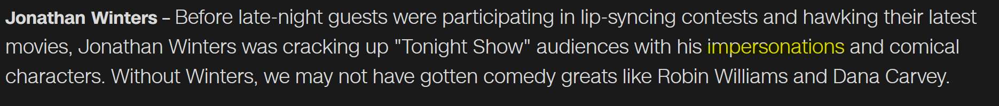 Jonathan Winters – Before late-night guests were participating in lip-syncing contests and hawking their latest
movies, Jonathan Winters was cracking up "Tonight Show" audiences with his impersonations and comical
characters. Without Winters, we may not have gotten comedy greats like Robin Williams and Dana Carvey.